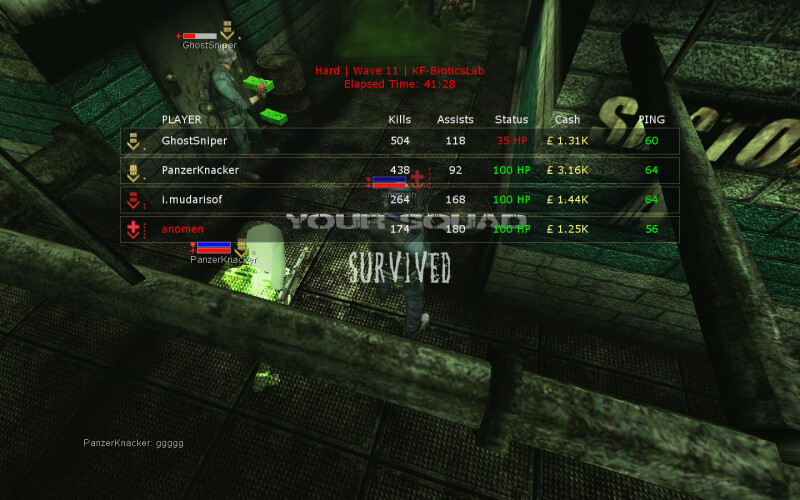 GhostSniper
Hard | Wave 11 | KF-BioticsLab
Elapsed Time: 41:28
PLAYER Kills Assists Status Cash PING
GhostSniper 504 118 35 HP £ 1.31K 60
PanzerKnacker 438 92 100 HP £ 3.16K 64
i.mudarisof 264 168 100 HP £ 1.44K 64
anomen 174 180 100 HP £ 1.25K 56
YOUR SQUAD
SURVIVED
PanzerKnacker
PanzerKnacker: ggggg